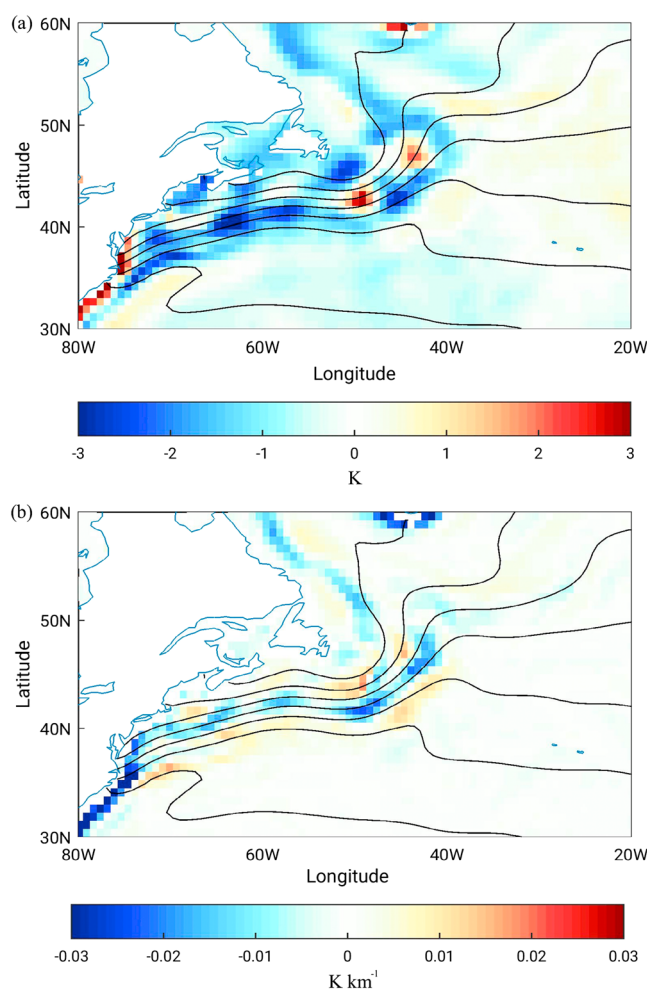 (a)
60N
50N
40N
30N
Latitude
80W 60W 40W 20W
Longitude
-3 -2 -1 0 1 2 3
K
(b)
60N
50N
40N
30N
Latitude
80W 60W 40W 20W
Longitude
-0.03 -0.02 -0.01 0 0.01 0.02 0.03
K km⁻¹